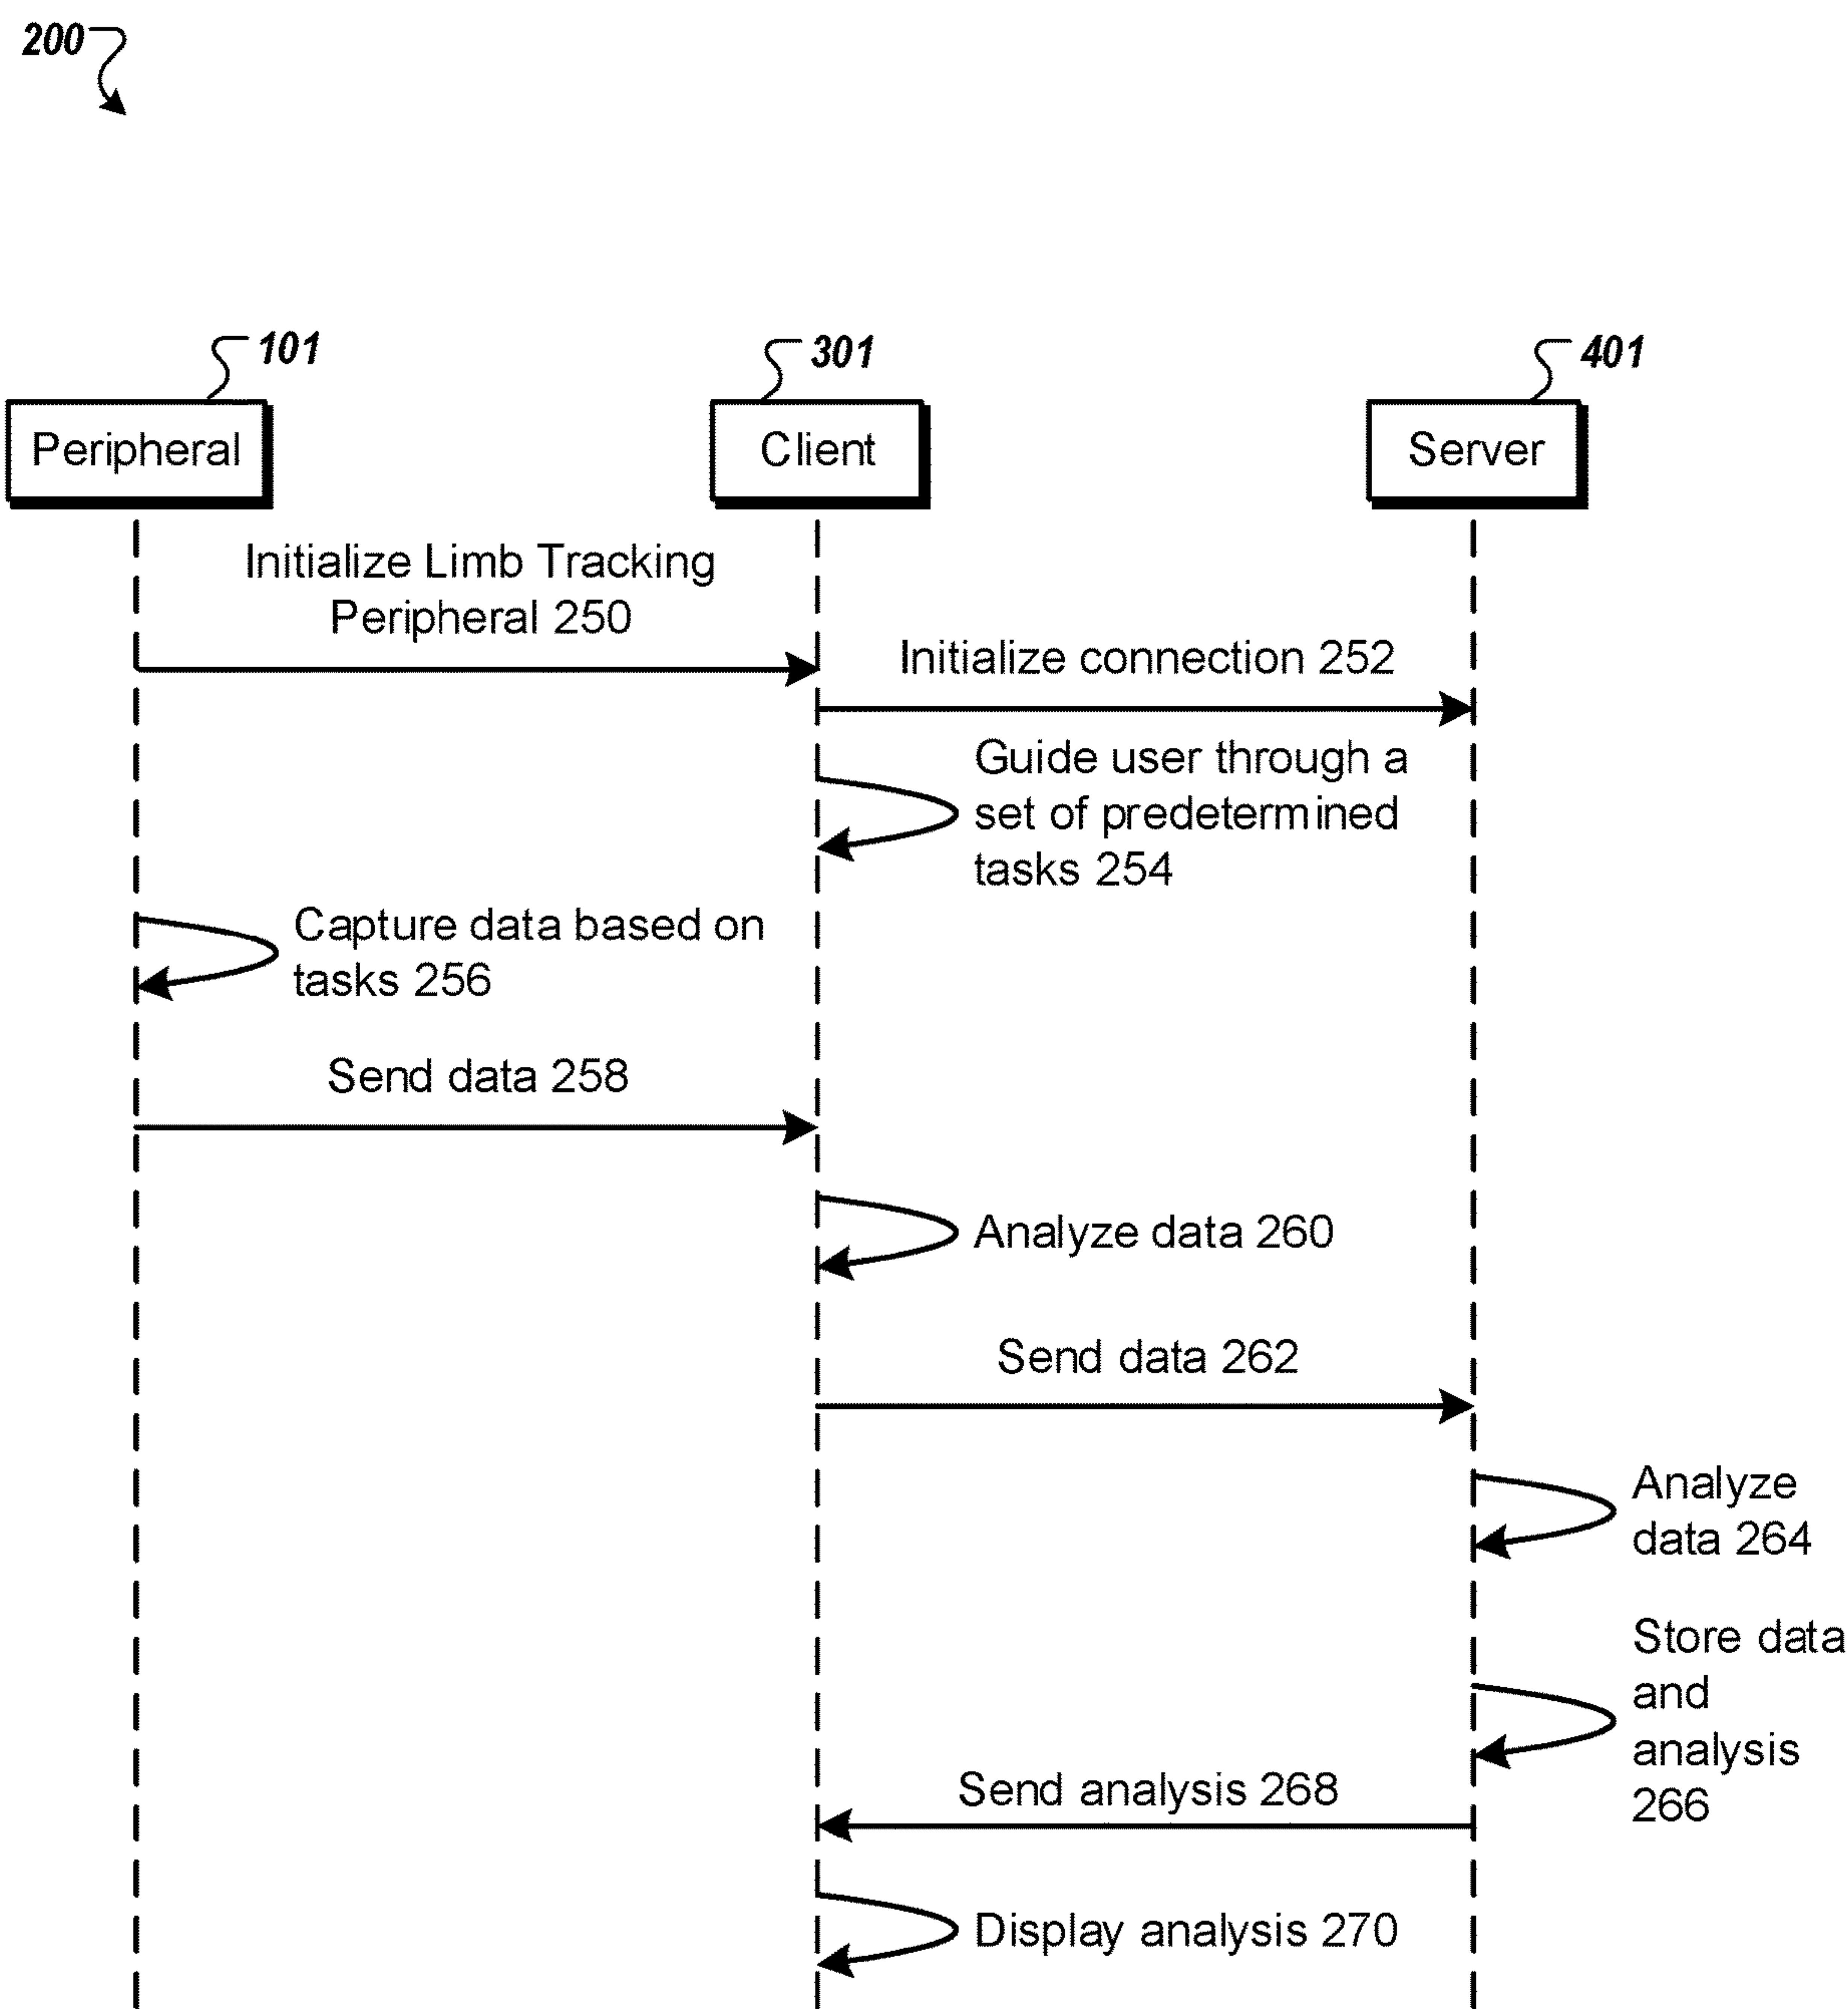 200
101
301
401
Peripheral
Client
Server
Initialize Limb Tracking
Peripheral 250
Initialize connection 252
Guide user through a
set of predetermined
tasks 254
Capture data based on
tasks 256
Send data 258
Analyze data 260
Send data 262
Analyze
data 264
Store data
and
analysis
266
Send analysis 268
Display analysis 270